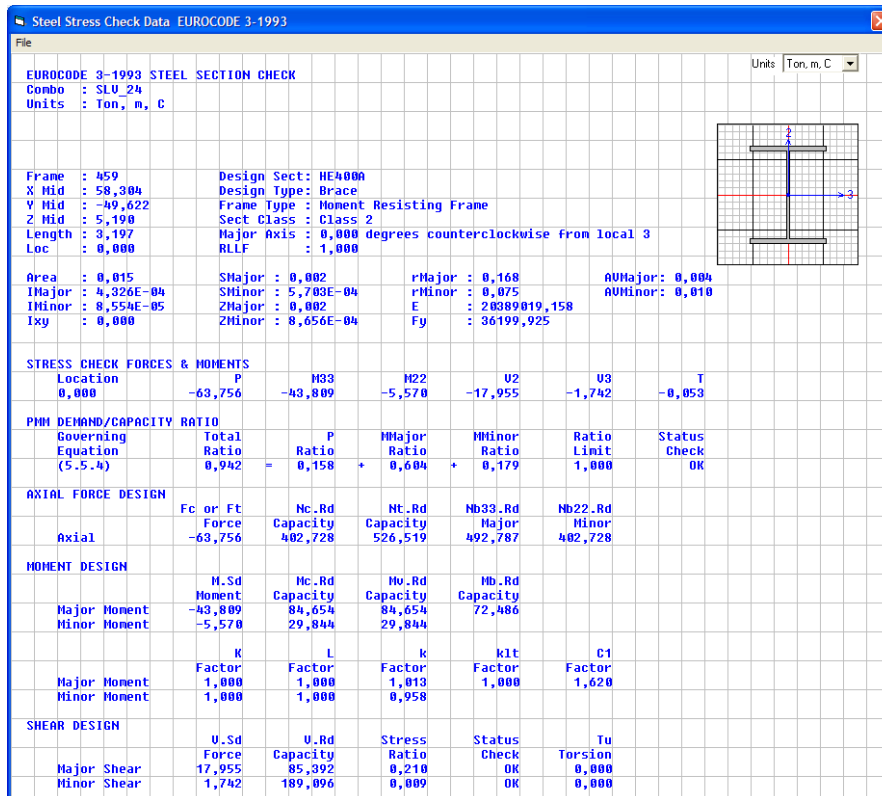 Steel Stress Check Data EUROCODE 3-1993
File
Units Ton, m, C
EUROCODE 3-1993 STEEL SECTION CHECK
Combo : SLV_24
Units : Ton, m, C
2
3
Frame : 459 Design Sect: HE400A
X Mid : 58,304 Design Type: Brace
Y Mid : -49,622 Frame Type : Moment Resisting Frame
Z Mid : 5,190 Sect Class : Class 2
Length : 3,197 Major Axis : 0,000 degrees counterclockwise from local 3
Loc : 0,000 RLLF : 1,000
Area : 0,015 SMajor : 0,002 rMajor : 0,168 AVMajor: 0,004
IMajor : 4,326E-04 SMinor : 5,703E-04 rMinor : 0,075 AVMinor: 0,010
IMinor : 8,554E-05 ZMajor : 0,002 E : 20389019,158
Ixy : 0,000 ZMinor : 8,656E-04 Fy : 36199,925
STRESS CHECK FORCES & MOMENTS
Location P M33 M22 V2 V3 T
0,000 -63,756 -43,809 -5,570 -17,955 -1,742 -0,053
PMM DEMAND/CAPACITY RATIO
Governing Total P MMajor MMinor Ratio Status
Equation Ratio Ratio Ratio Ratio Limit Check
(5.5.4) 0,942 = 0,158 + 0,604 + 0,179 1,000 OK
AXIAL FORCE DESIGN
Fc or Ft Nc.Rd Nt.Rd Nb33.Rd Nb22.Rd
Force Capacity Capacity Major Minor
Axial -63,756 402,728 526,519 492,787 402,728
MOMENT DESIGN
M.Sd Mc.Rd Mv.Rd Mb.Rd
Moment Capacity Capacity Capacity
Major Moment -43,809 84,654 84,654 72,486
Minor Moment -5,570 29,844 29,844
K L k klt C1
Factor Factor Factor Factor Factor
Major Moment 1,000 1,000 1,013 1,000 1,620
Minor Moment 1,000 1,000 0,958
SHEAR DESIGN
V.Sd V.Rd Stress Status Tu
Force Capacity Ratio Check Torsion
Major Shear 17,955 85,392 0,210 OK 0,000
Minor Shear 1,742 189,096 0,009 OK 0,000